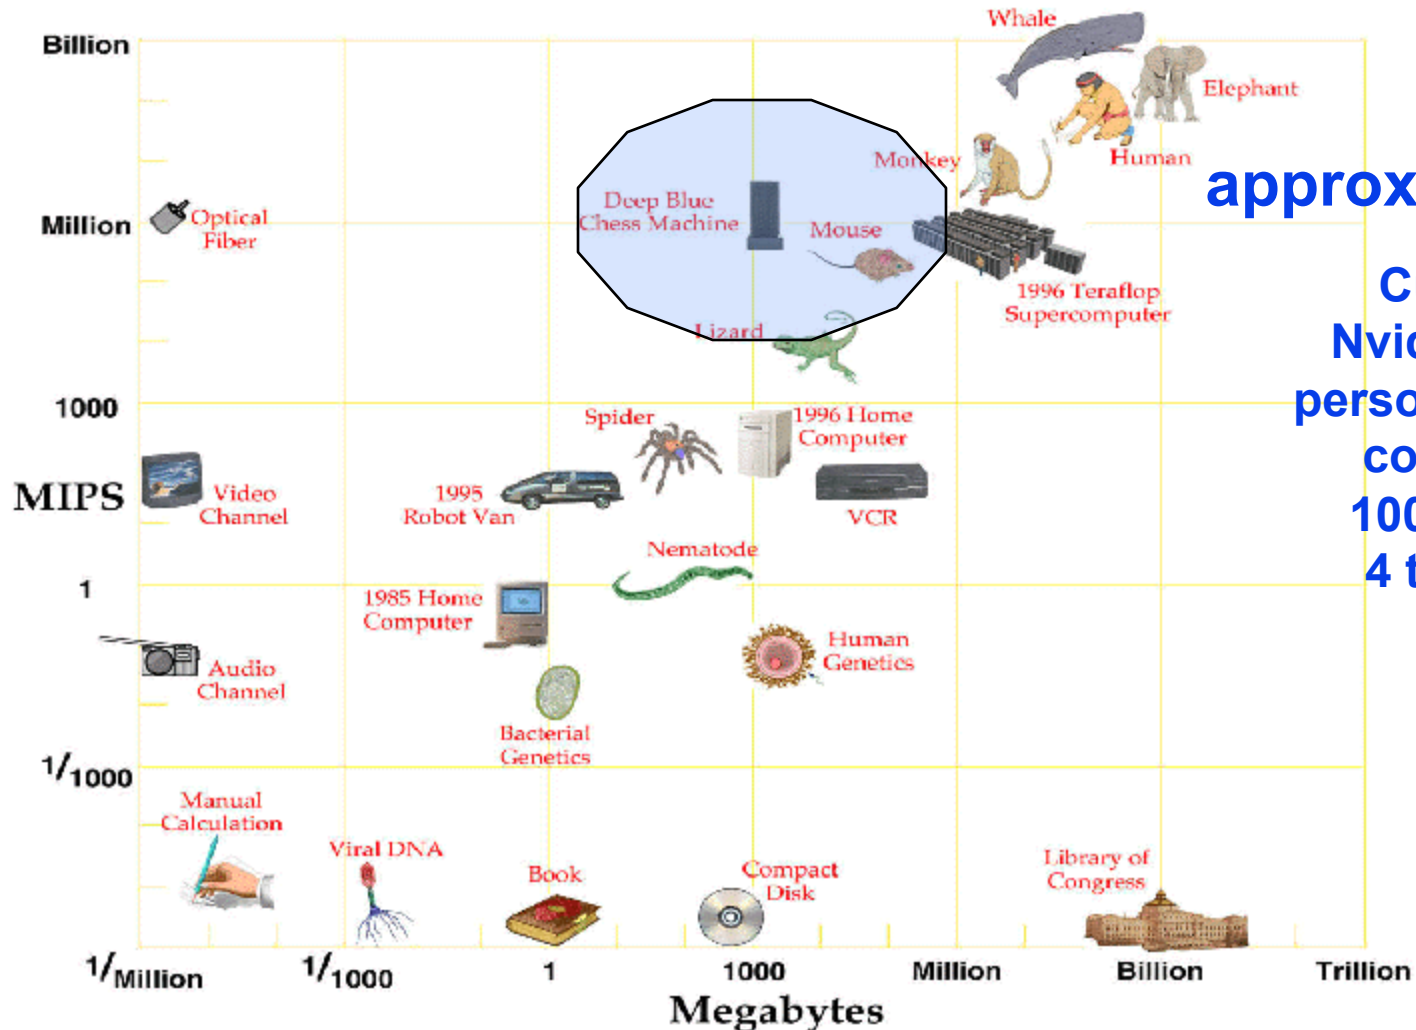 Whale
Billion
Elephant
Monkey
Human
approx
Deep Blue
Chess Machine
Optical
Fiber
Million
Mouse
1996 Teraflop
Supercomputer
C
Nvic
perso
co
100
4 t
Lizard
1000
Spider
1996 Home
Computer
MIPS
Video
Channel
1995
Robot Van
VCR
Nematode
1
1985 Home
Computer
Human
Genetics
Audio
Channel
Bacterial
Genetics
1/1000
Manual
Calculation
Viral DNA
Book
Compact
Disk
Library of
Congress
1/Million
1/1000
1
1000
Million
Billion
Trillion
Megabytes